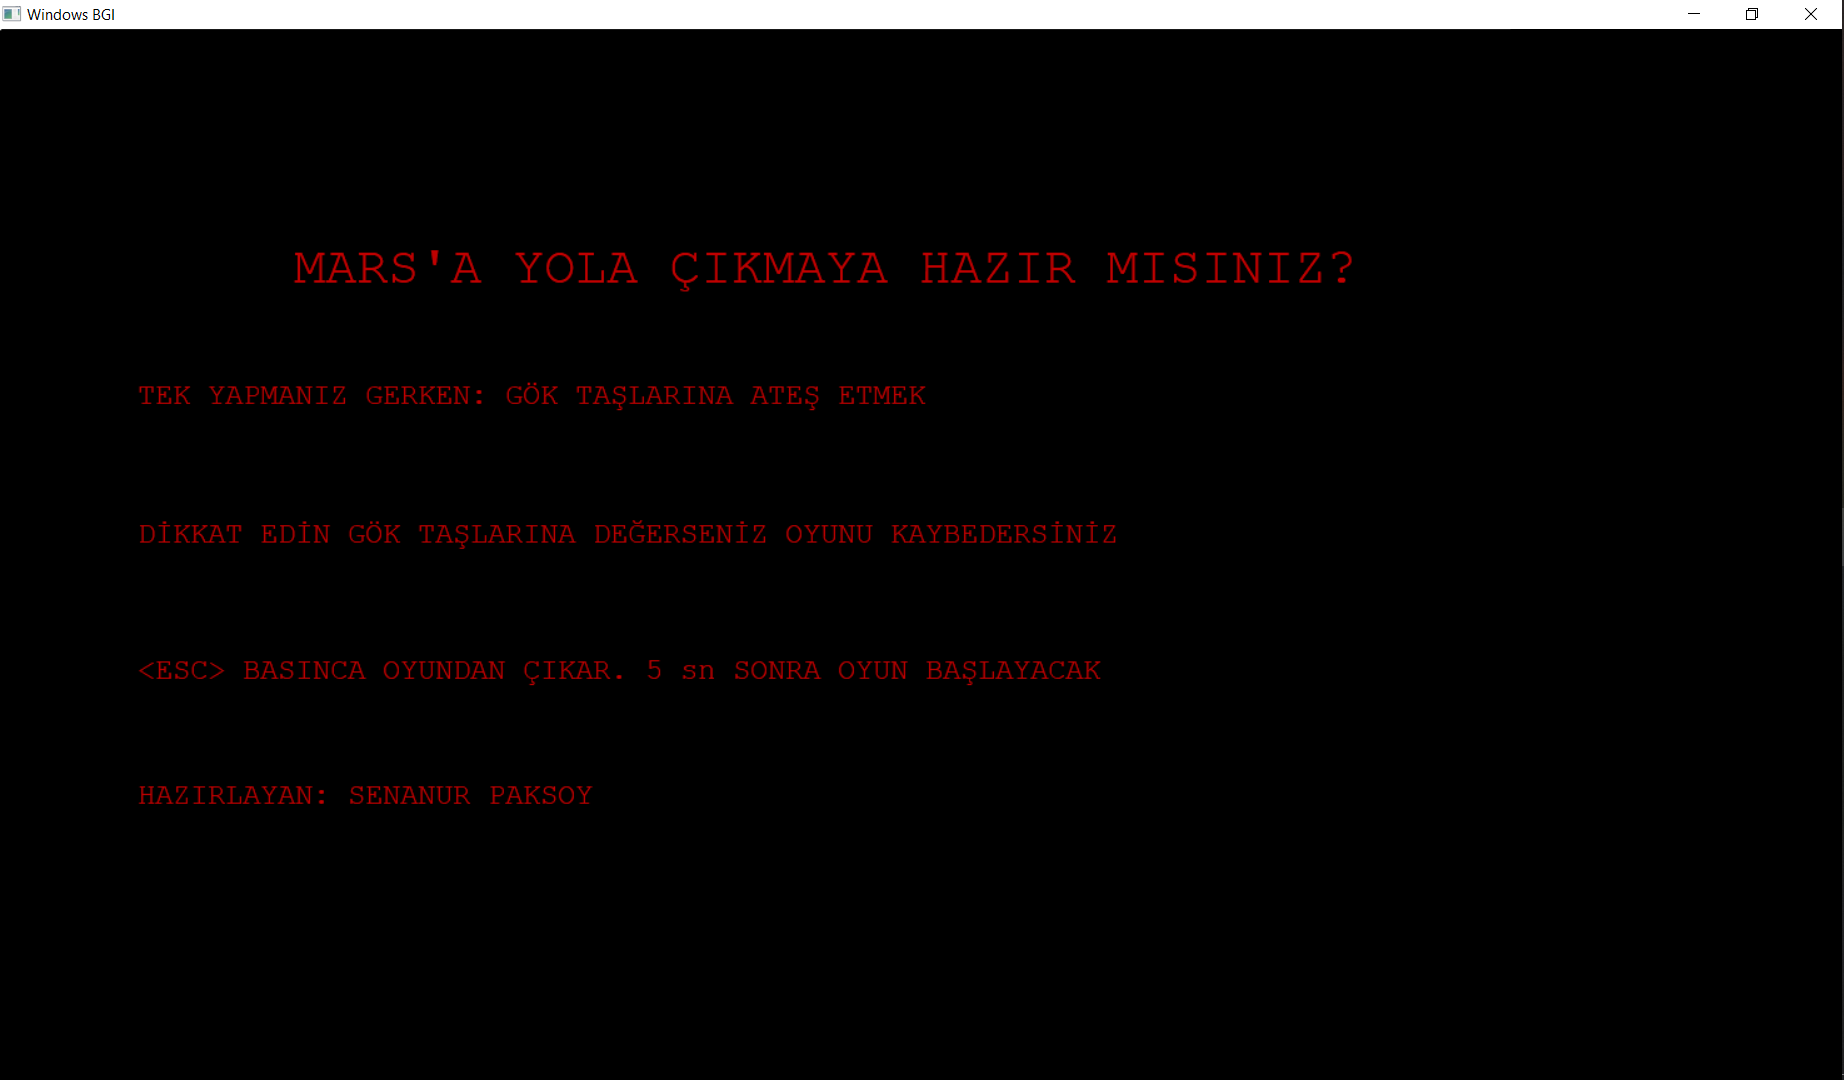 Windows BGI
MARS'A YOLA ÇIKMAYA HAZIR MISINIZ?
TEK YAPMANIZ GERKEN: GÖK TAŞLARINA ATEŞ ETMEK
DİKKAT EDİN GÖK TAŞLARINA DEĞERSENİZ OYUNU KAYBEDERSİNİZ
<ESC> BASINCA OYUNDAN ÇIKAR. 5 sn SONRA OYUN BAŞLAYACAK
HAZIRLAYAN: SENANUR PAKSOY